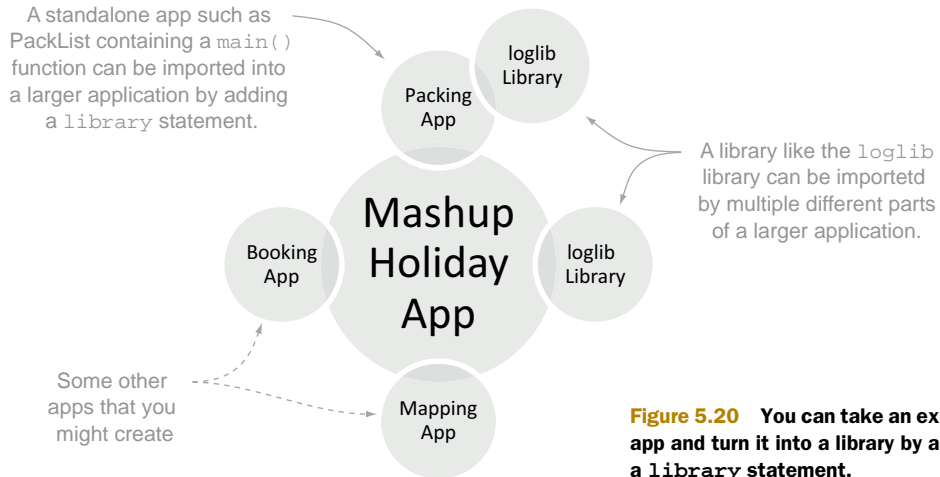 A standalone app such as
PackList containing a main()
function can be imported into
a larger application by adding
a library statement.
loglib
Library
Packing
App
A library like the loglib
library can be importetd
by multiple different parts
of a larger application.
Mashup
Holiday
App
Booking
App
loglib
Library
Some other
apps that you
might create
Mapping
App
Figure 5.20 You can take an ex
app and turn it into a library by a
a library statement.